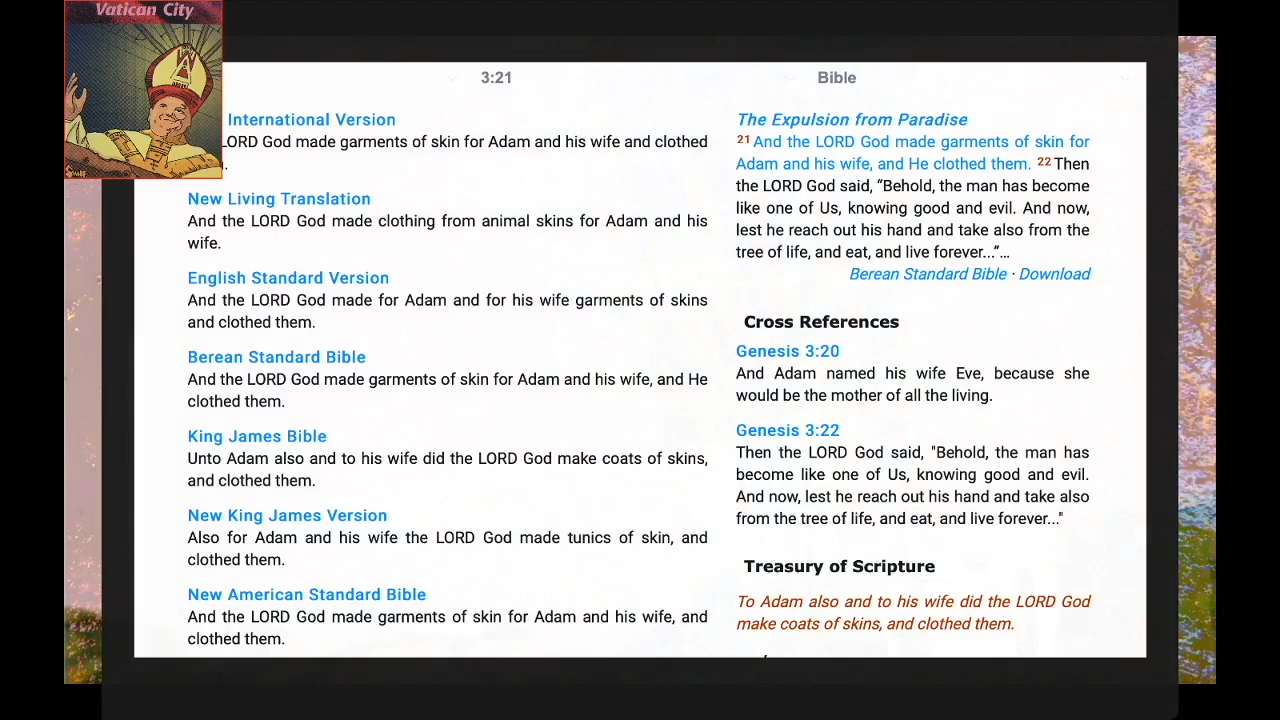 Vatican City
3:21
Bible
International Version
LORD God made garments of skin for Adam and his wife and clothed
.
New Living Translation
And the LORD God made clothing from animal skins for Adam and his
wife.
English Standard Version
And the LORD God made for Adam and for his wife garments of skins
and clothed them.
Berean Standard Bible
And the LORD God made garments of skin for Adam and his wife, and He
clothed them.
King James Bible
Unto Adam also and to his wife did the LORD God make coats of skins,
and clothed them.
New King James Version
Also for Adam and his wife the LORD God made tunics of skin, and
clothed them.
New American Standard Bible
And the LORD God made garments of skin for Adam and his wife, and
clothed them.
The Expulsion from Paradise
21 And the LORD God made garments of skin for
Adam and his wife, and He clothed them. 22 Then
the LORD God said, “Behold, the man has become
like one of Us, knowing good and evil. And now,
lest he reach out his hand and take also from the
tree of life, and eat, and live forever...”…
Berean Standard Bible · Download
Cross References
Genesis 3:20
And Adam named his wife Eve, because she
would be the mother of all the living.
Genesis 3:22
Then the LORD God said, "Behold, the man has
become like one of Us, knowing good and evil.
And now, lest he reach out his hand and take also
from the tree of life, and eat, and live forever..."
Treasury of Scripture
To Adam also and to his wife did the LORD God
make coats of skins, and clothed them.